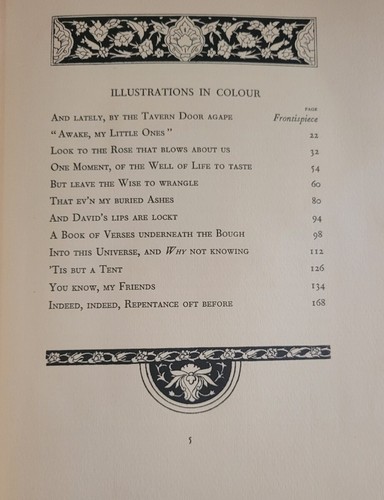 ILLUSTRATIONS IN COLOUR
PAGE
AND LATELY, BY THE TAVERN DOOR AGAPE Frontispiece
"AWAKE, MY LITTLE ONES" 22
LOOK TO THE ROSE THAT BLOWS ABOUT US 32
ONE MOMENT, OF THE WELL OF LIFE TO TASTE 54
BUT LEAVE THE WISE TO WRANGLE 60
THAT EV'N MY BURIED ASHES 80
AND DAVID'S LIPS ARE LOCKT 94
A BOOK OF VERSES UNDERNEATH THE BOUGH 98
INTO THIS UNIVERSE, AND Why NOT KNOWING 112
'TIS BUT A TENT 126
YOU KNOW, MY FRIENDS 134
INDEED, INDEED, REPENTANCE OFT BEFORE 168
5